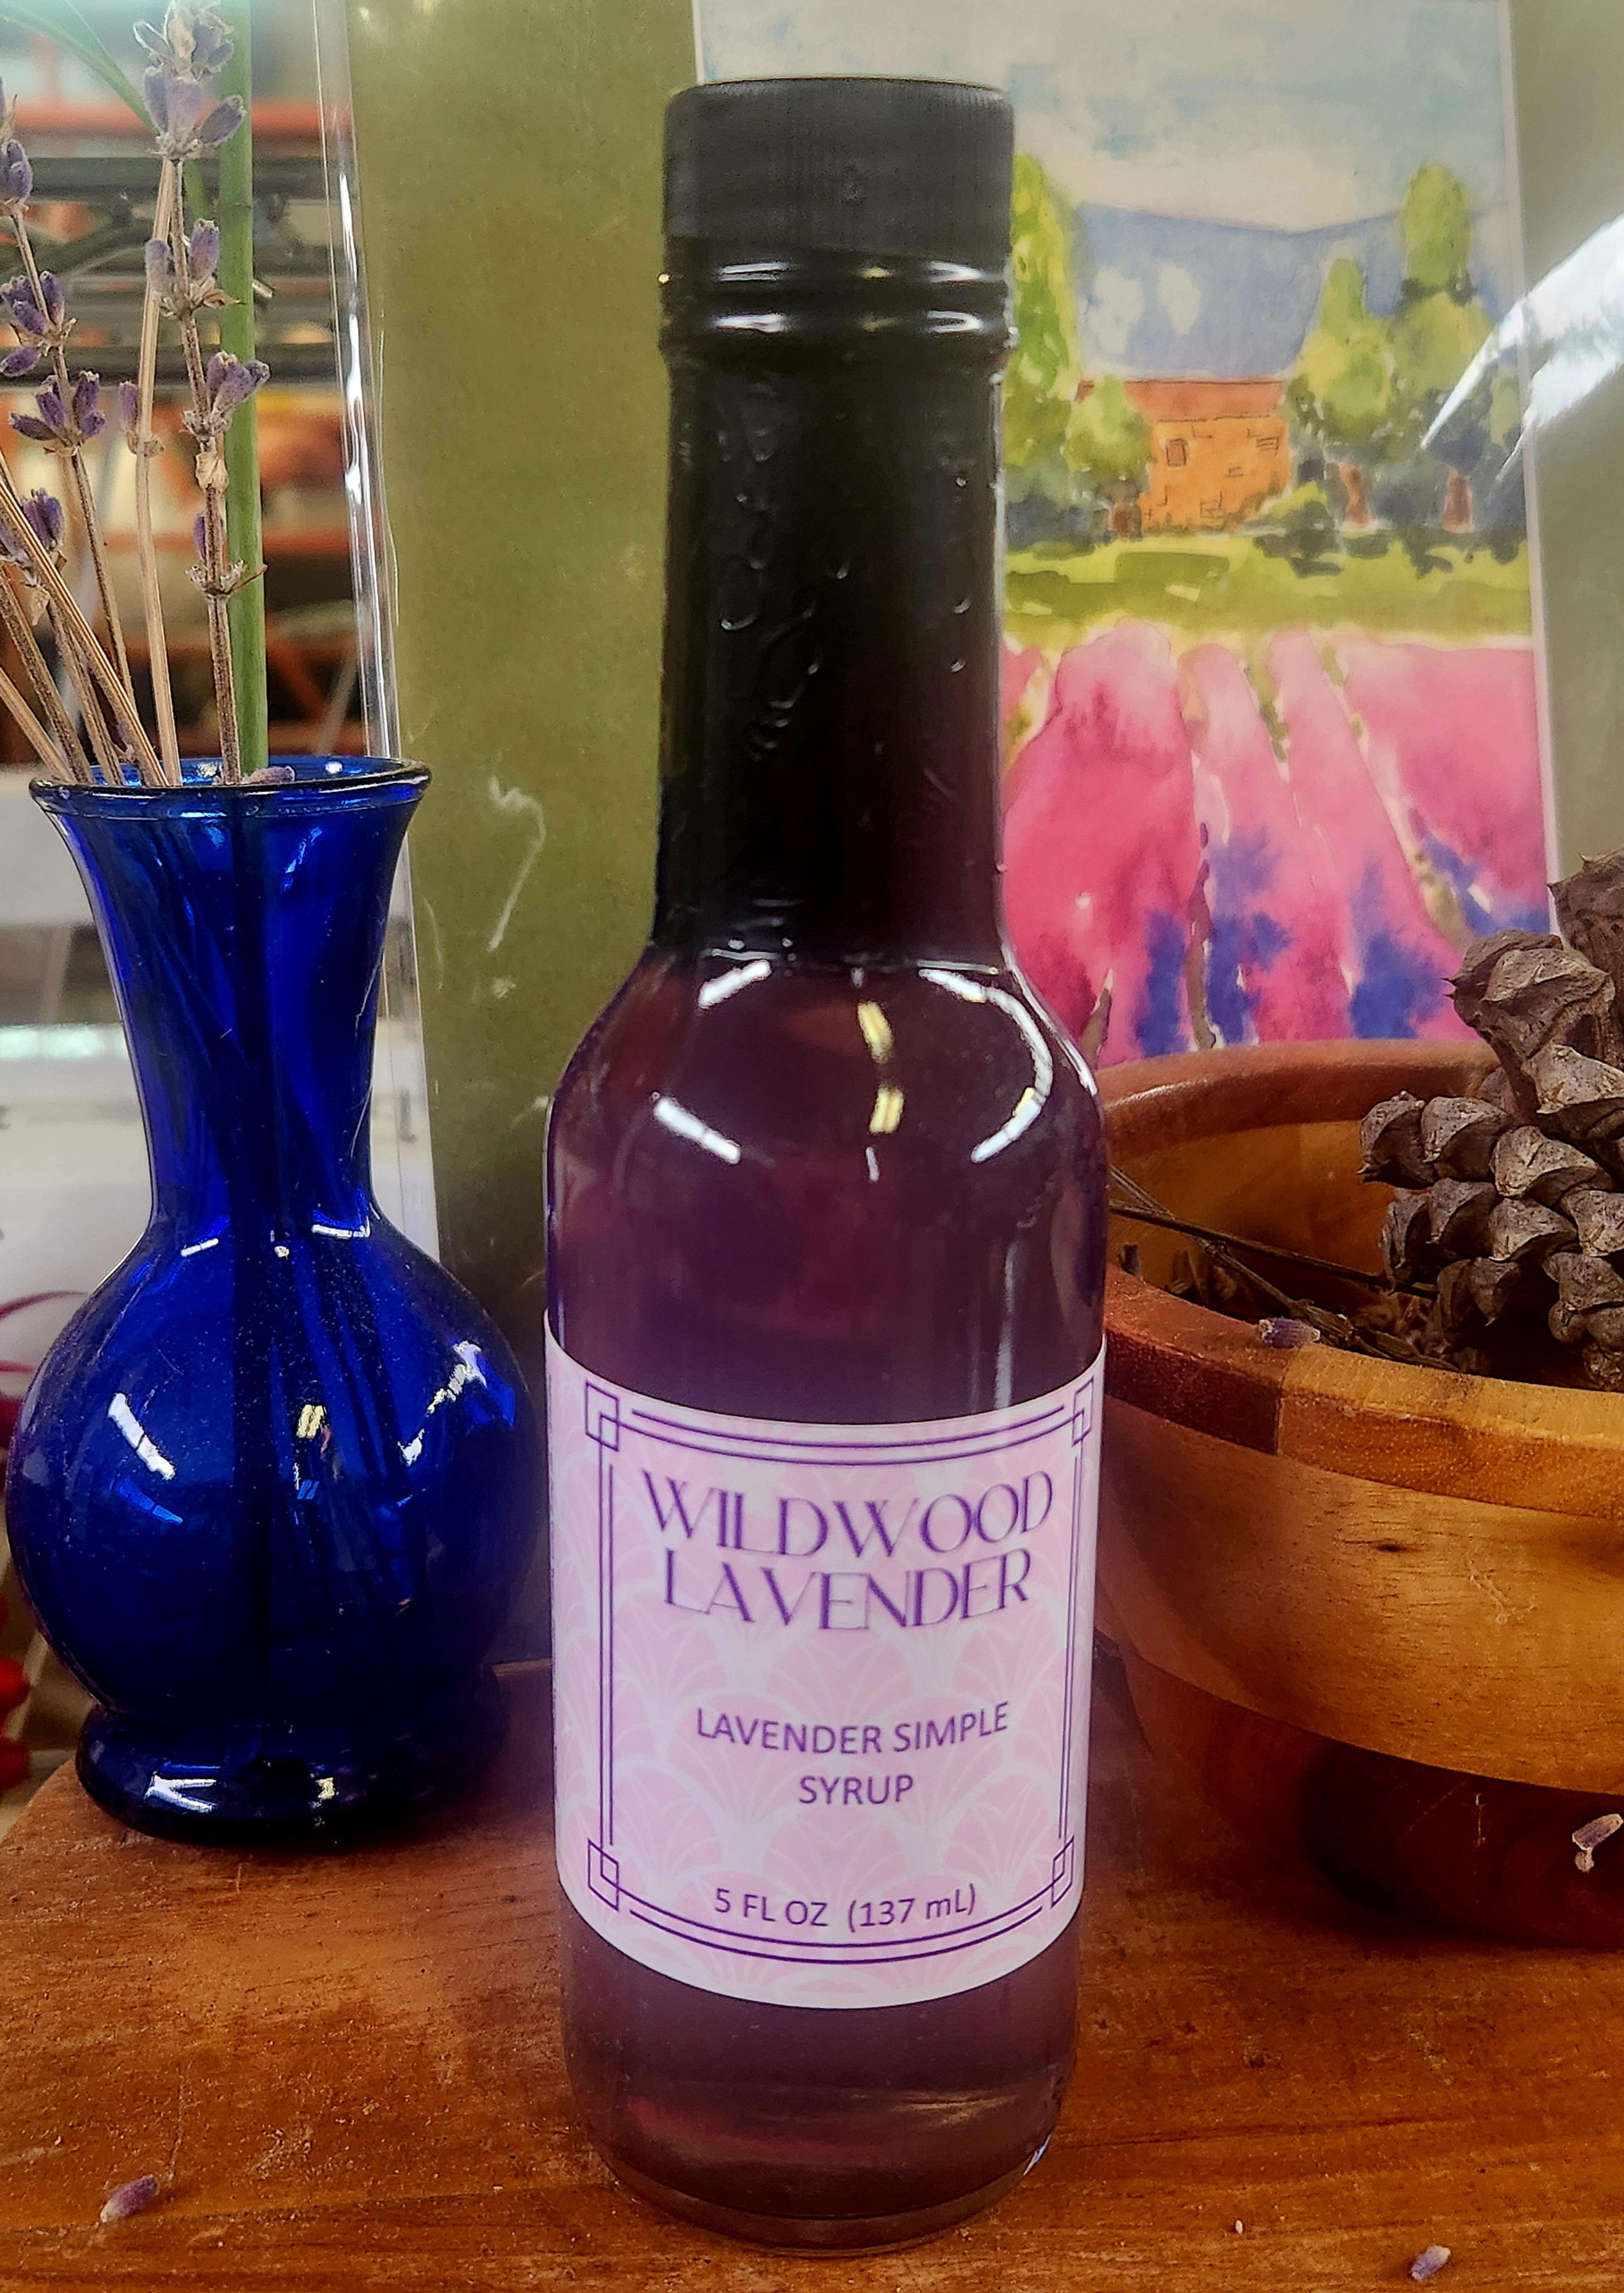 WILDWOOD
LAVENDER
LAVENDER SIMPLE
SYRUP
5 FL OZ (137 mL)